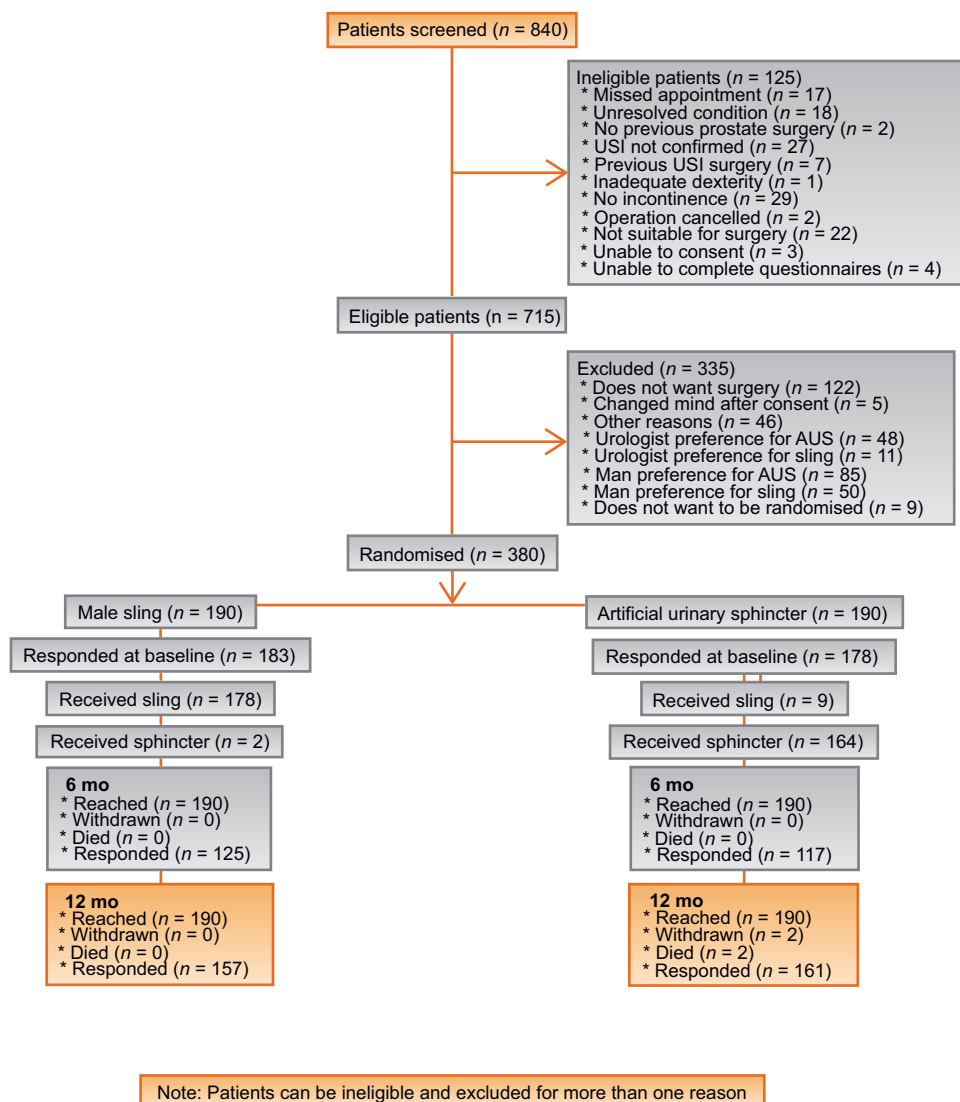 Patients screened (n = 840)
Ineligible patients (n = 125)
* Missed appointment (n = 17)
* Unresolved condition (n = 18)
* No previous prostate surgery (n = 2)
* USI not confirmed (n = 27)
* Previous USI surgery (n = 7)
* Inadequate dexterity (n = 1)
* No incontinence (n = 29)
* Operation cancelled (n = 2)
* Not suitable for surgery (n = 22)
* Unable to consent (n = 3)
* Unable to complete questionnaires (n = 4)
Eligible patients (n = 715)
Excluded (n = 335)
* Does not want surgery (n = 122)
* Changed mind after consent (n = 5)
* Other reasons (n = 46)
* Urologist preference for AUS (n = 48)
* Urologist preference for sling (n = 11)
* Man preference for AUS (n = 85)
* Man preference for sling (n = 50)
* Does not want to be randomised (n = 9)
Randomised (n = 380)
Male sling (n = 190)
Responded at baseline (n = 183)
Received sling (n = 178)
Received sphincter (n = 2)
6 mo
* Reached (n = 190)
* Withdrawn (n = 0)
* Died (n = 0)
* Responded (n = 125)
12 mo
* Reached (n = 190)
* Withdrawn (n = 0)
* Died (n = 0)
* Responded (n = 157)
Artificial urinary sphincter (n = 190)
Responded at baseline (n = 178)
Received sling (n = 9)
Received sphincter (n = 164)
6 mo
* Reached (n = 190)
* Withdrawn (n = 0)
* Died (n = 0)
* Responded (n = 117)
12 mo
* Reached (n = 190)
* Withdrawn (n = 2)
* Died (n = 2)
* Responded (n = 161)
Note: Patients can be ineligible and excluded for more than one reason